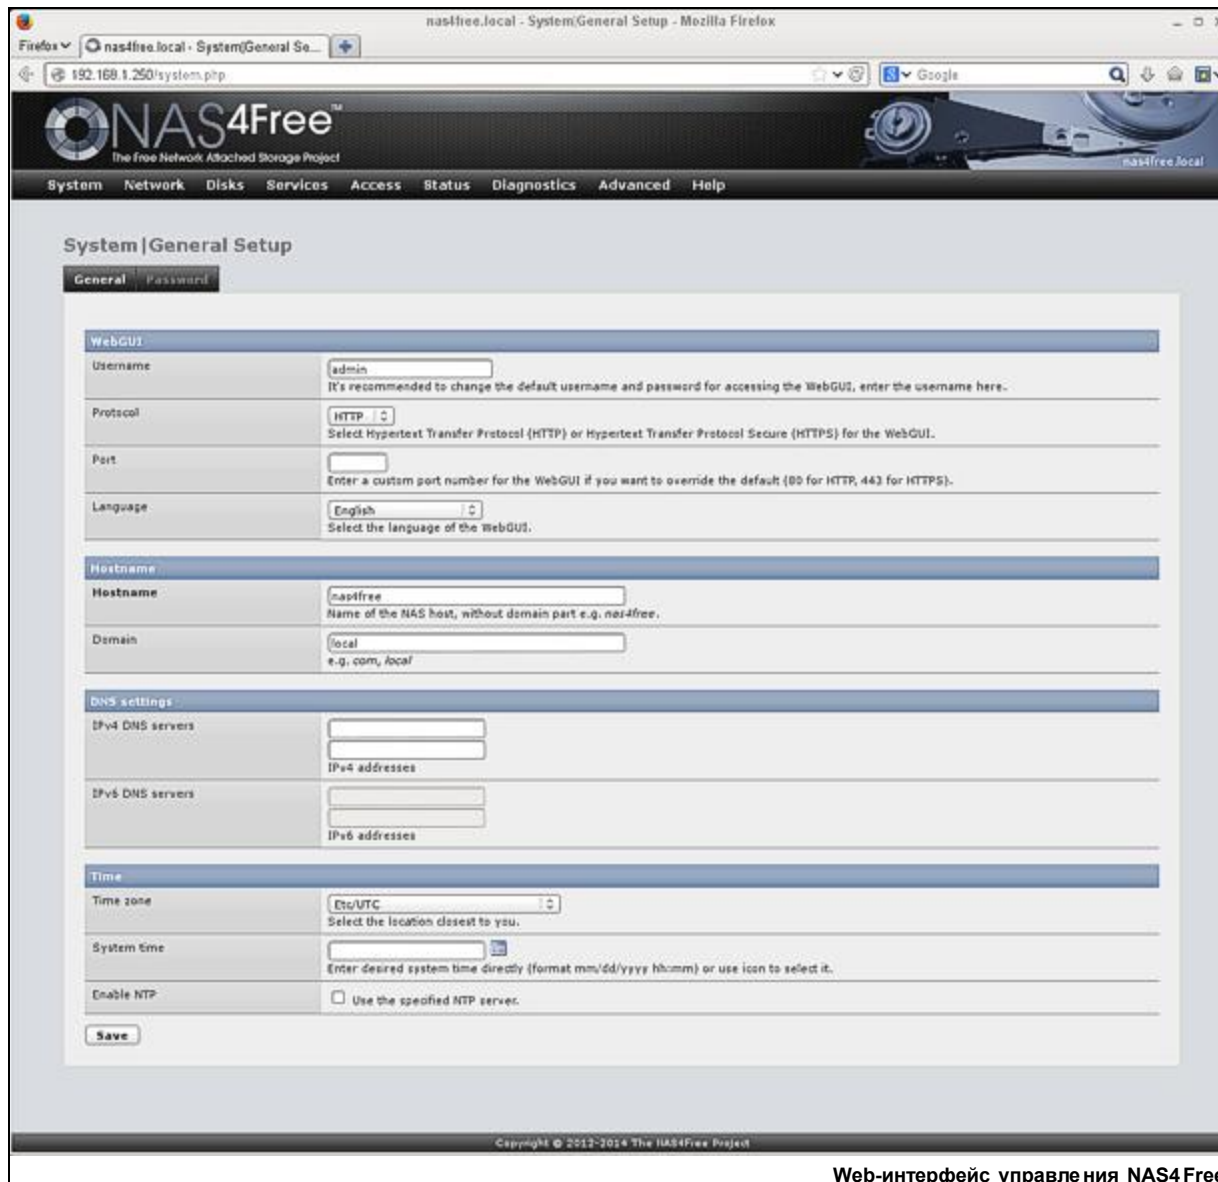 nas4free.local - System|General Setup - Mozilla Firefox
Firefox
nas4free.local - System|General Se...
192.168.1.250/system.php
Google
NAS4Free™
The Free Network Attached Storage Project
nas4free.local
System Network Disks Services Access Status Diagnostics Advanced Help
System|General Setup
General Password
WebGUI
Username
admin
It's recommended to change the default username and password for accessing the WebGUI, enter the username here.
Protocol
HTTP
Select Hypertext Transfer Protocol (HTTP) or Hypertext Transfer Protocol Secure (HTTPS) for the WebGUI.
Port
Enter a custom port number for the WebGUI if you want to override the default (80 for HTTP, 443 for HTTPS).
Language
English
Select the language of the WebGUI.
Hostname
Hostname
nas4free
Name of the NAS host, without domain part e.g. nas4free.
Domain
local
e.g. com, local
DNS settings
IPv4 DNS servers
IPv4 addresses
IPv6 DNS servers
IPv6 addresses
Time
Time zone
Etc/UTC
Select the location closest to you.
System time
Enter desired system time directly (format mm/dd/yyyy hh:mm) or use icon to select it.
Enable NTP
Use the specified NTP server.
Save
Copyright © 2012-2014 The NAS4Free Project
Web-интерфейс управления NAS4Free